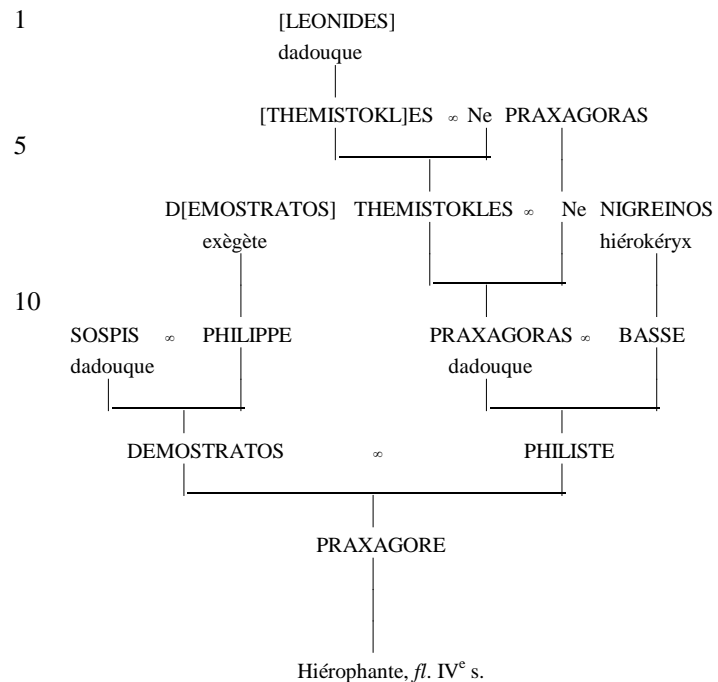 1 [LEONIDES]
dadouque
[THEMISTOKL]ES ∞ Ne PRAXAGORAS
5
D[EMOSTRATOS] THEMISTOKLES ∞ Ne NIGREINOS
exègète hiérokéryx
10
SOSPIS ∞ PHILIPPE PRAXAGORAS ∞ BASSE
dadouque dadouque
DEMOSTRATOS ∞ PHILISTE
PRAXAGORE
Hiérophante, fl. IVe s.